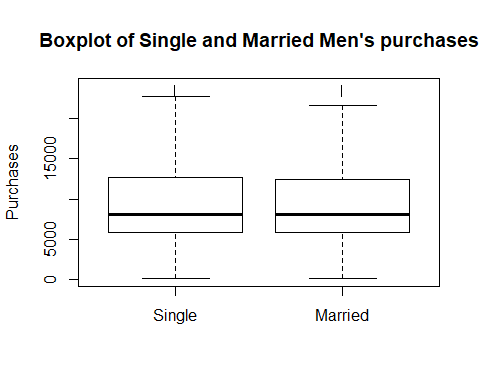 Boxplot of Single and Married Men's purchases
Purchases
15000
5000
0
Single Married